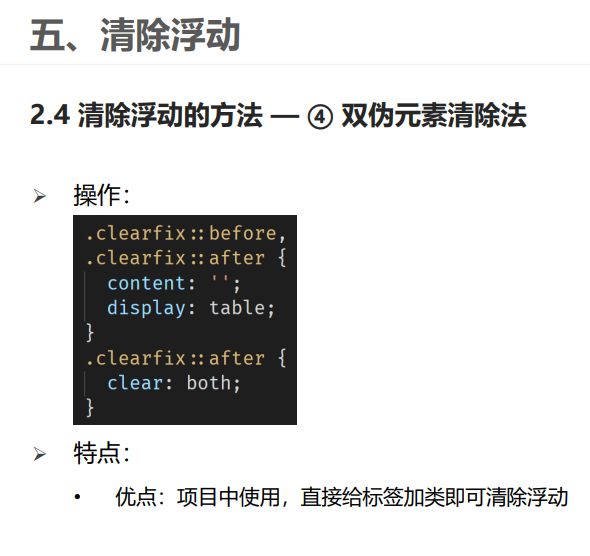 五、清除浮动
2.4 清除浮动的方法 — ④ 双伪元素清除法
操作：
.clearfix::before,
.clearfix::after {
content: '';
display: table;
}
.clearfix::after {
clear: both;
}
特点：
优点：项目中使用，直接给标签加类即可清除浮动